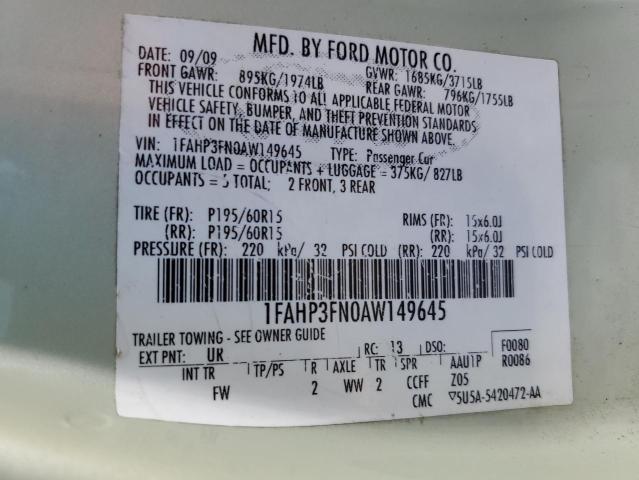 MFD. BY FORD MOTOR CO.
DATE: 09/09 GVWR: 1685KG/3715LB
FRONT GAWR: 895KG/1974LB REAR GAWR: 796KG/1755LB
THIS VEHICLE CONFORMS TO ALL APPLICABLE FEDERAL MOTOR
VEHICLE SAFETY, BUMPER, AND THEFT PREVENTION STANDARDS
IN EFFECT ON THE DATE OF MANUFACTURE SHOWN ABOVE.
VIN: 1FAHP3FN0AW149645 TYPE: Passenger Car
MAXIMUM LOAD = OCCUPANTS + LUGGAGE = 375KG/ 827LB
OCCUPANTS = 5 TOTAL; 2 FRONT, 3 REAR
TIRE (FR): P195/60R15 RIMS (FR): 15x6.0J
(RR): P195/60R15 (RR): 15x6.0J
PRESSURE (FR): 220 kPa/ 32 PSI COLD (RR): 220 kPa/ 32 PSI COLD
1FAHP3FN0AW149645
TRAILER TOWING - SEE OWNER GUIDE
EXT PNT: UK RC: 13 DSO: F0080
R0086
INT TR TP/PS R AXLE TR SPR AAU1P
FW 2 WW 2 CCFF Z05
CMC ▽5U5A-5420472-AA